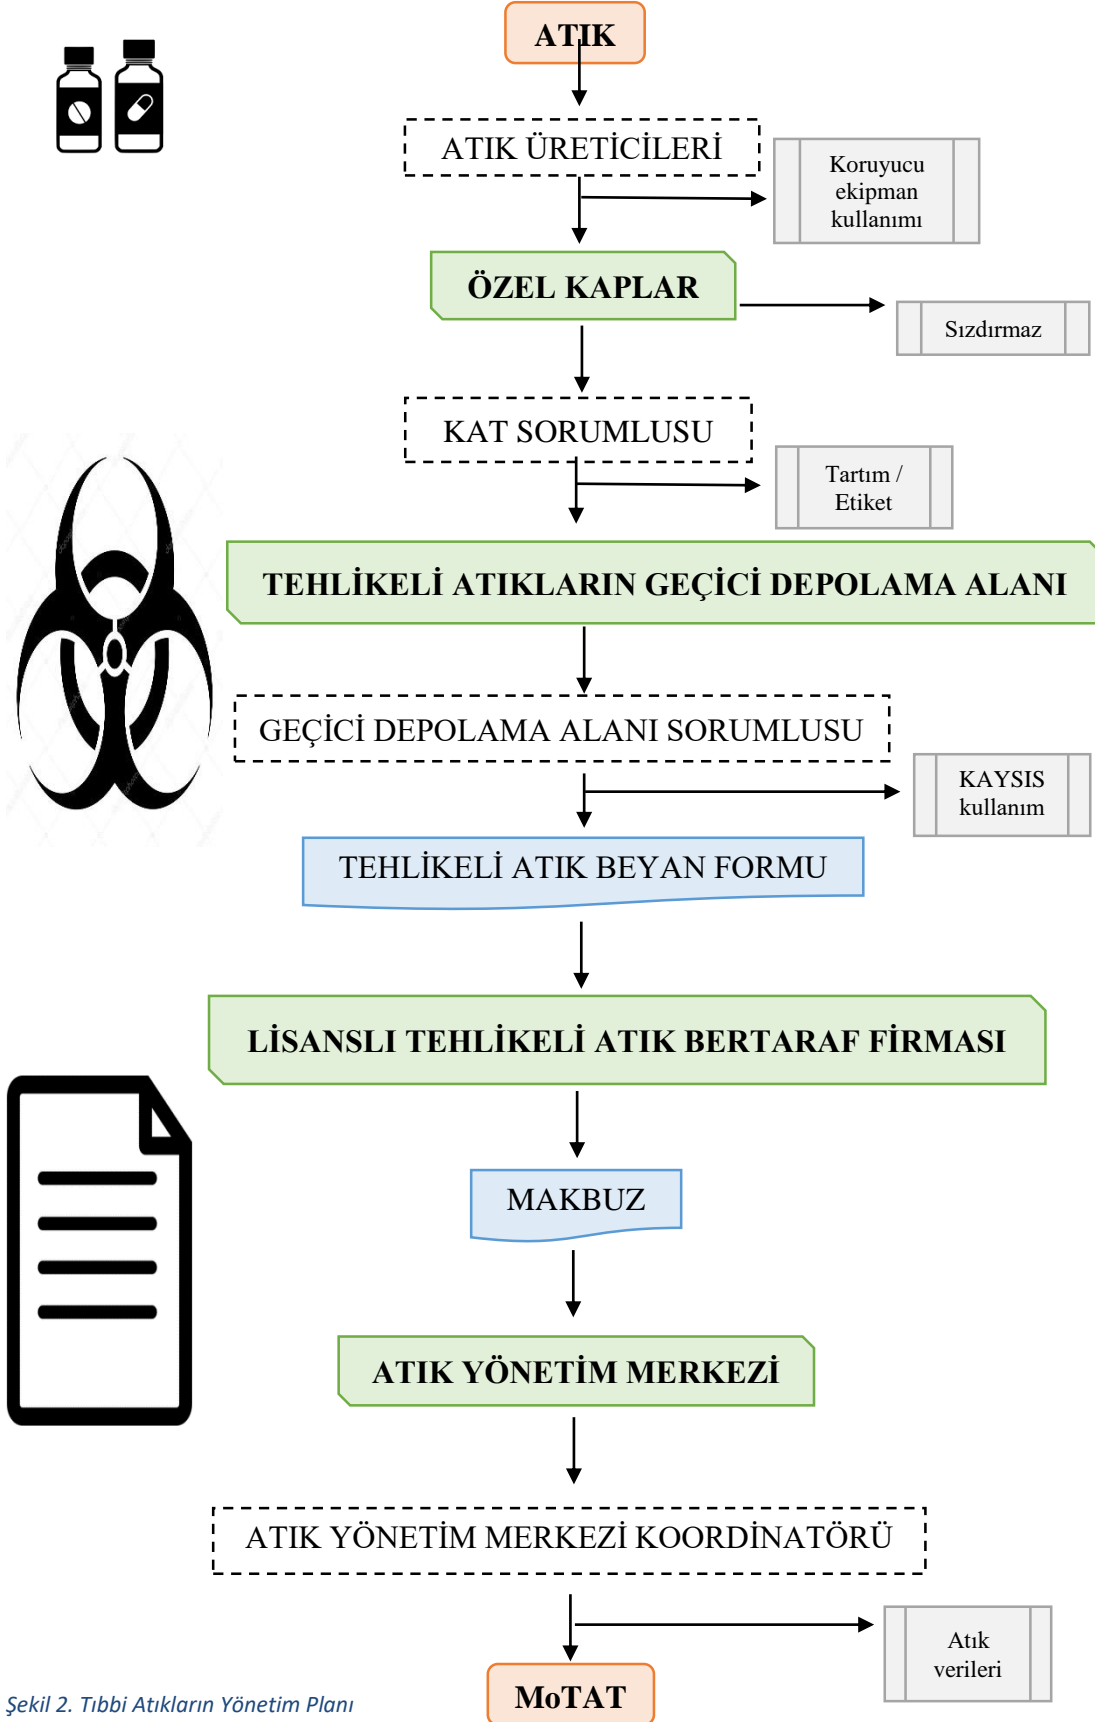 ATIK
ATIK ÜRETİCİLERİ
Koruyucu
ekipman
kullanımı
ÖZEL KAPLAR
Sızdırmaz
KAT SORUMLUSU
Tartım /
Etiket
TEHLİKELİ ATIKLARIN GEÇİCİ DEPOLAMA ALANI
GEÇİCİ DEPOLAMA ALANI SORUMLUSU
KAYSIS
kullanım
TEHLİKELİ ATIK BEYAN FORMU
LİSANSLI TEHLİKELİ ATIK BERTARAF FİRMASI
MAKBUZ
ATIK YÖNETİM MERKEZİ
ATIK YÖNETİM MERKEZİ KOORDİNATÖRÜ
Atık
verileri
MoTAT
Şekil 2. Tıbbi Atıkların Yönetim Planı